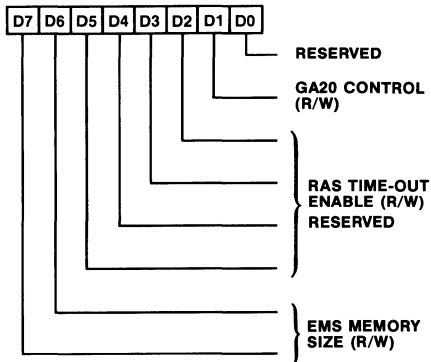 D7 D6 D5 D4 D3 D2 D1 D0
RESERVED
GA20 CONTROL
(R/W)
RAS TIME-OUT
ENABLE (R/W)
RESERVED
EMS MEMORY
SIZE (R/W)